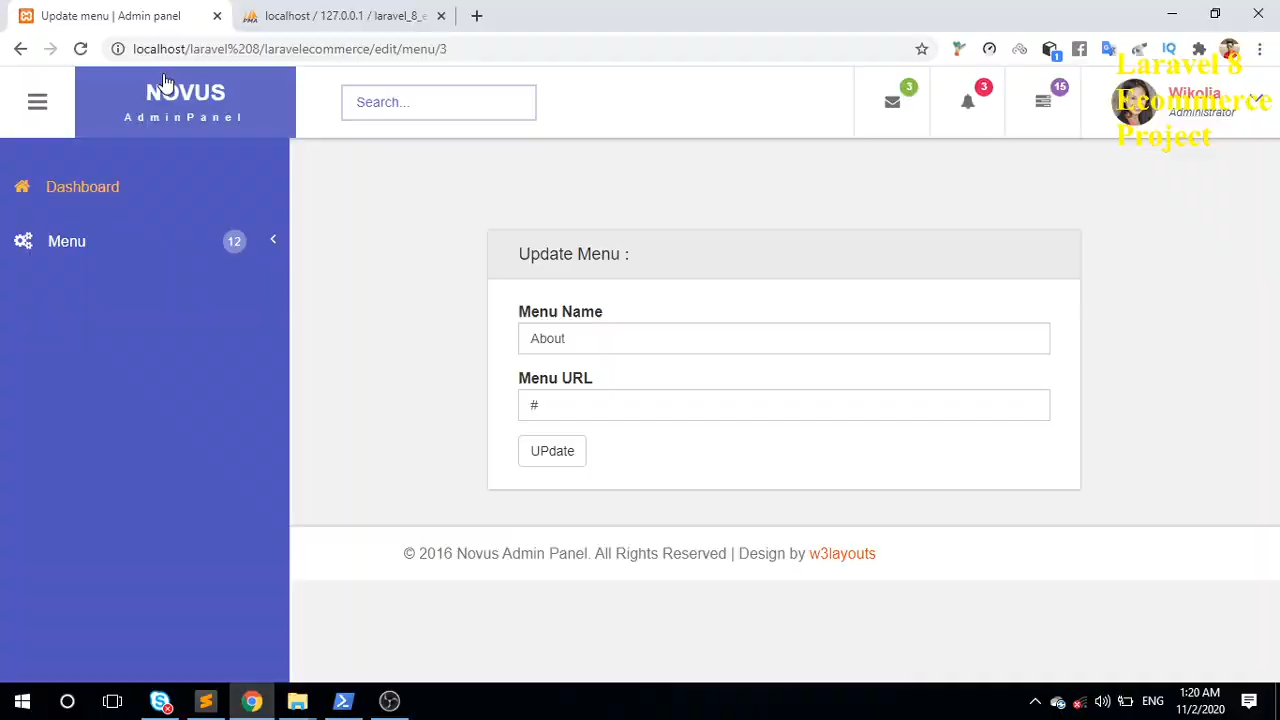 Update menu | Admin panel
localhost / 127.0.0.1 / laravel_8_e
localhost/laravel%208/laravelecommerce/edit/menu/3
1
IQ
NOVUS
AdminPanel
Search...
3
3
15
Wikolia
Administrator
Laravel 8
Ecommerce
Project
Dashboard
Menu
12
Update Menu :
Menu Name
About
Menu URL
#
UPdate
© 2016 Novus Admin Panel. All Rights Reserved | Design by w3layouts
ENG
1:20 AM
11/2/2020